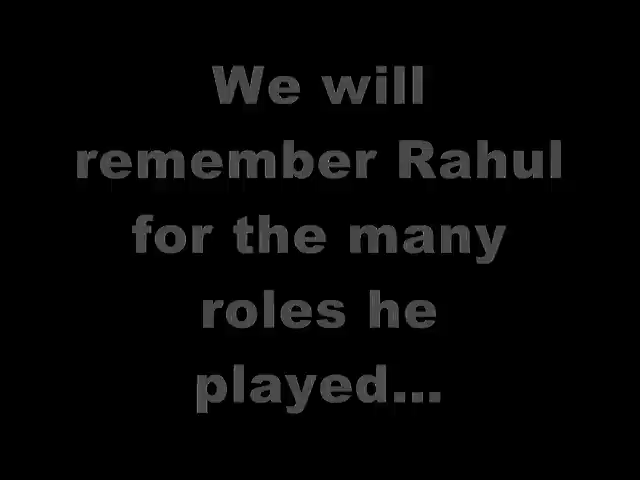 We will
remember Rahul
for the many
roles he
played...